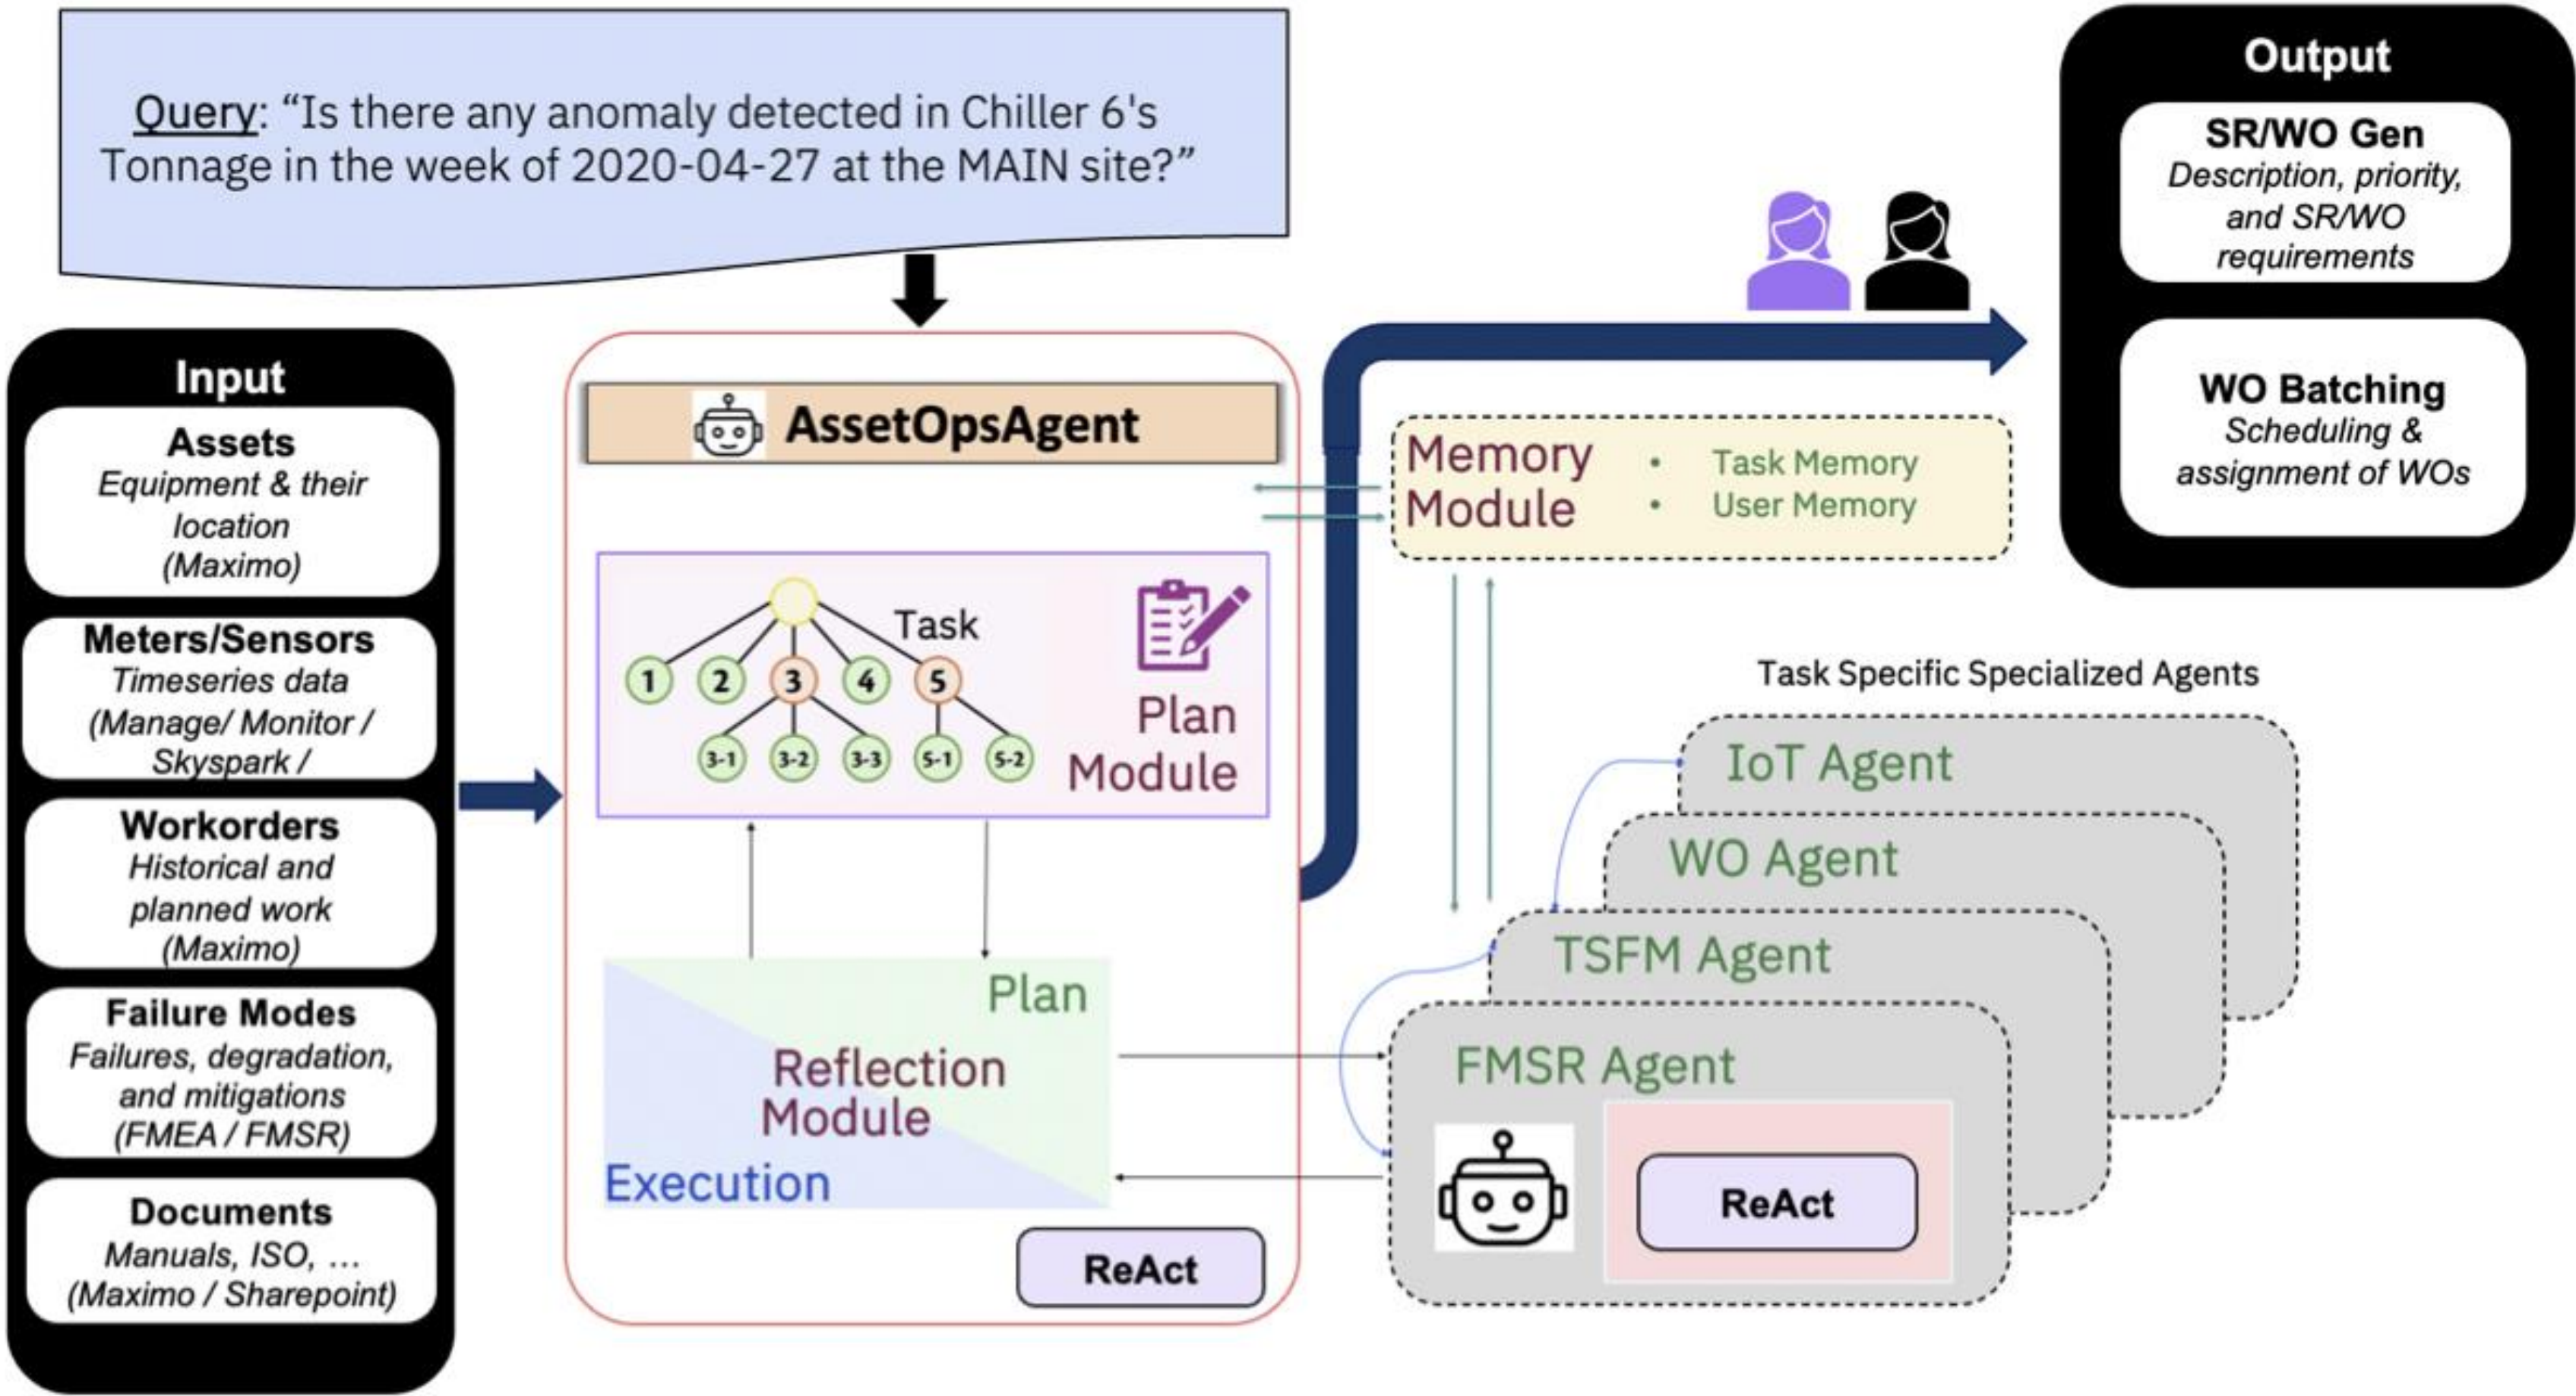 Query: “Is there any anomaly detected in Chiller 6's
Tonnage in the week of 2020-04-27 at the MAIN site?”
Input
Assets
Equipment & their
location
(Maximo)
Meters/Sensors
Timeseries data
(Manage/ Monitor /
Skyspark /
Workorders
Historical and
planned work
(Maximo)
Failure Modes
Failures, degradation,
and mitigations
(FMEA / FMSR)
Documents
Manuals, ISO, ...
(Maximo / Sharepoint)
AssetOpsAgent
Task
1 2 3 4 5
3-1 3-2 3-3 5-1 5-2
Plan
Module
Plan
Reflection
Module
Execution
ReAct
Memory
Module
• Task Memory
• User Memory
Task Specific Specialized Agents
IoT Agent
WO Agent
TSFM Agent
FMSR Agent
ReAct
Output
SR/WO Gen
Description, priority,
and SR/WO
requirements
WO Batching
Scheduling &
assignment of WOs